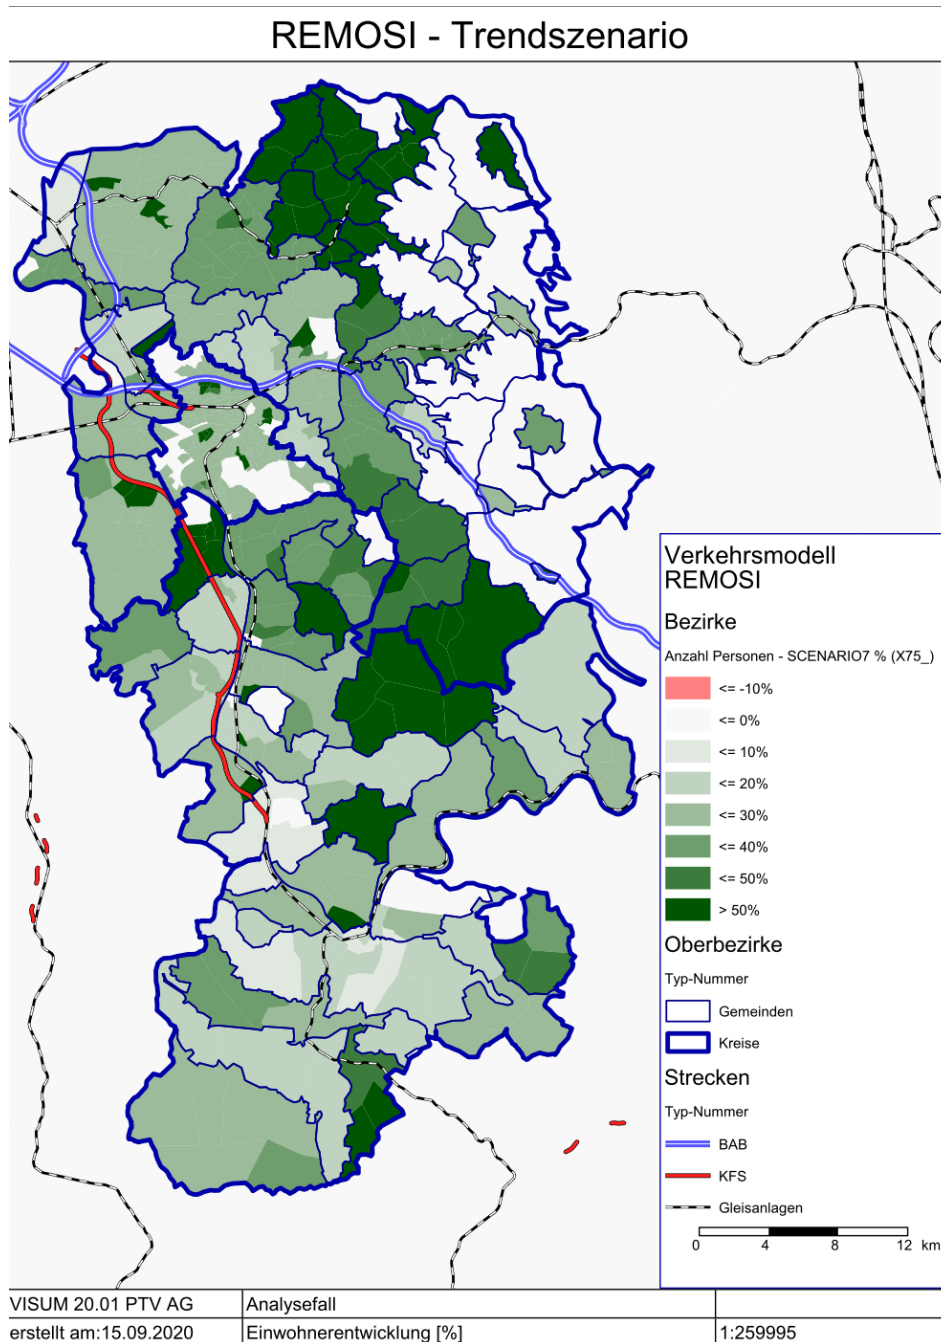 REMOSI - Trendszenario
Verkehrsmodell
REMOSI
Bezirke
Anzahl Personen - SCENARIO7 % (X75_)
<= -10%
<= 0%
<= 10%
<= 20%
<= 30%
<= 40%
<= 50%
> 50%
Oberbezirke
Typ-Nummer
Gemeinden
Kreise
Strecken
Typ-Nummer
BAB
KFS
Gleisanlagen
0 4 8 12 km
VISUM 20.01 PTV AG Analysefall
erstellt am:15.09.2020 Einwohnerentwicklung [%] 1:259995